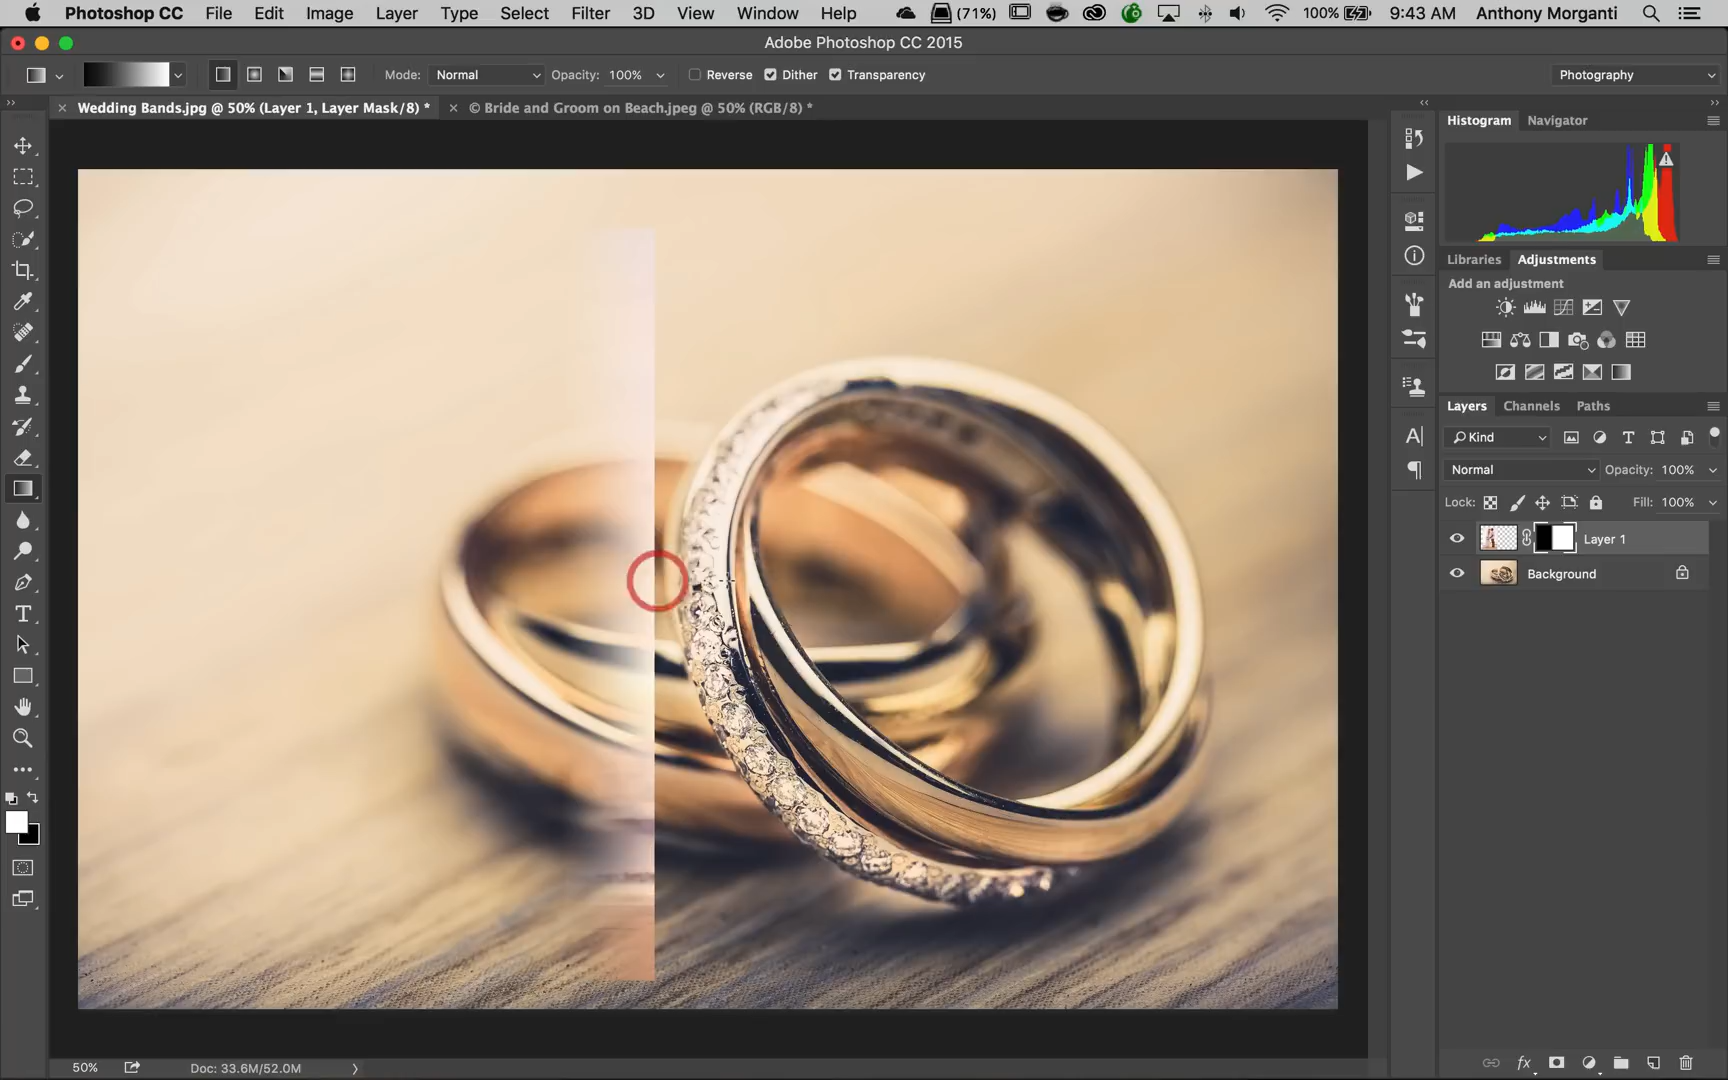 Photoshop CC File Edit Image Layer Type Select Filter 3D View Window Help (71%) 100% 9:43 AM Anthony Morganti
Adobe Photoshop CC 2015
Mode: Normal Opacity: 100% Reverse Dither Transparency Photography
Wedding Bands.jpg @ 50% (Layer 1, Layer Mask/8) * © Bride and Groom on Beach.jpeg @ 50% (RGB/8) *
Histogram Navigator
Libraries Adjustments
Add an adjustment
Layers Channels Paths
Kind
Normal Opacity: 100%
Lock: Fill: 100%
Layer 1
Background
50% Doc: 33.6M/52.0M